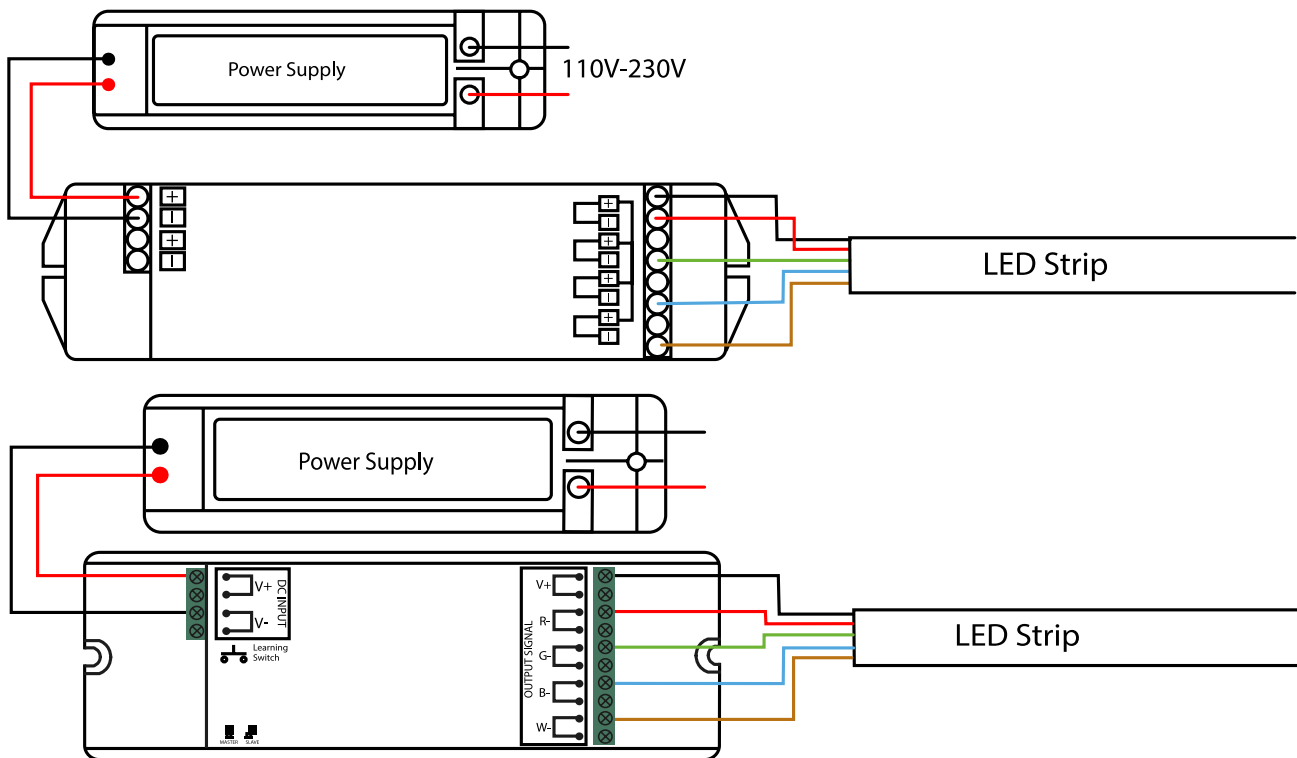 Power Supply
110V-230V
+
-
+
-
+
-
+
-
+
-
+
-
LED Strip
Power Supply
V+
V-
DC INPUT
Learning
Switch
MASTER SLAVE
OUTPUT SIGNAL
V+
R-
G-
B-
W-
LED Strip